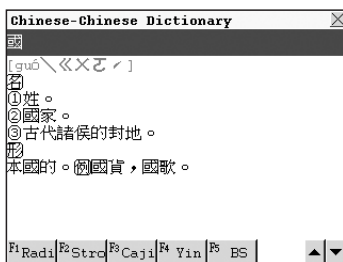 Chinese-Chinese Dictionary
國
[guó\ㄍㄨㄛˊ]
名
①姓。
②國家。
③古代諸侯的封地。
形
本國的。例國貨，國歌。
F1 Radi F2 Stro F3 Caji F4 Yin F5 BS